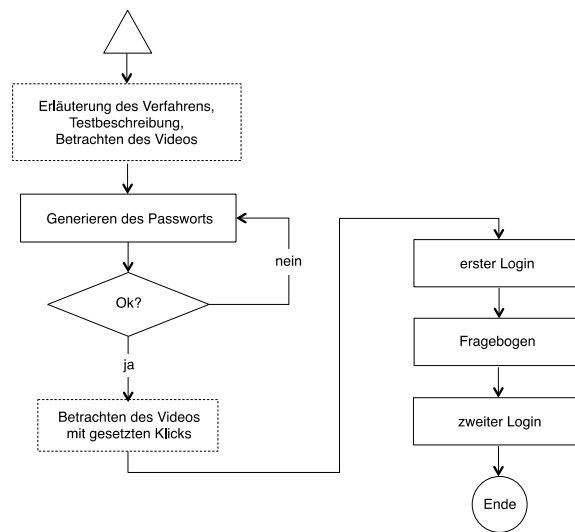 Erläuterung des Verfahrens,
Testbeschreibung,
Betrachten des Videos
Generieren des Passworts
nein
Ok?
ja
Betrachten des Videos
mit gesetzten Klicks
erster Login
Fragebogen
zweiter Login
Ende